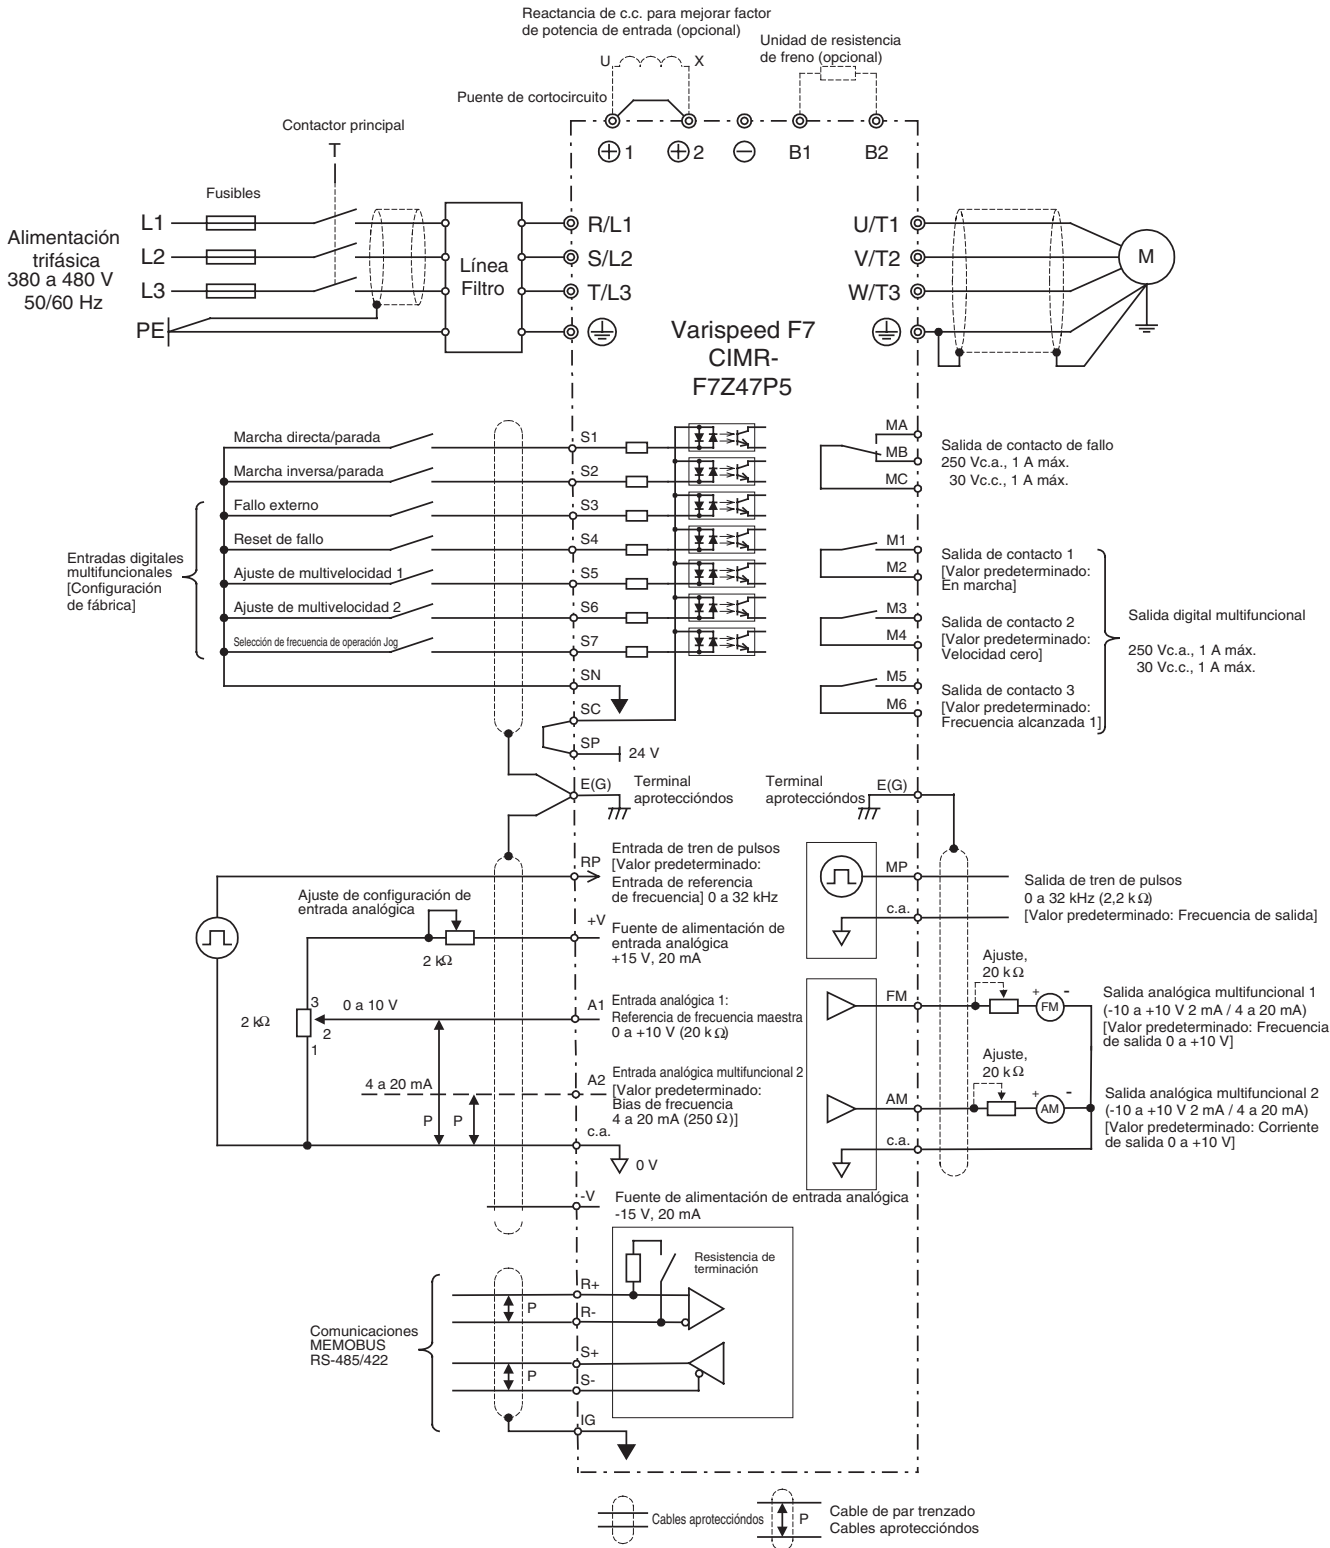 Reactancia de c.c. para mejorar factor
de potencia de entrada (opcional)
Unidad de resistencia
de freno (opcional)
U
X
Puente de cortocircuito
Contactor principal
1
2
B1
B2
Fusibles
Alimentación
trifásica
380 a 480 V
50/60 Hz
L1
L2
L3
PE
Línea
Filtro
R/L1
S/L2
T/L3
U/T1
V/T2
W/T3
M
Varispeed F7
CIMR-
F7Z47P5
Marcha directa/parada
S1
Marcha inversa/parada
S2
Fallo externo
S3
Reset de fallo
S4
Ajuste de multivelocidad 1
S5
Ajuste de multivelocidad 2
S6
Selección de frecuencia de operación Jog
S7
Entradas digitales
multifuncionales
[Configuración
de fábrica]
SN
SC
SP
24 V
MA
MB
MC
Salida de contacto de fallo
250 Vc.a., 1 A máx.
30 Vc.c., 1 A máx.
M1
M2
Salida de contacto 1
[Valor predeterminado:
En marcha]
M3
M4
Salida de contacto 2
[Valor predeterminado:
Velocidad cero]
M5
M6
Salida de contacto 3
[Valor predeterminado:
Frecuencia alcanzada 1]
Salida digital multifuncional
250 Vc.a., 1 A máx.
30 Vc.c., 1 A máx.
E(G)
Terminal
aproteccióndos
Terminal
aproteccióndos
E(G)
RP
Entrada de tren de pulsos
[Valor predeterminado:
Entrada de referencia
de frecuencia] 0 a 32 kHz
Ajuste de configuración de
entrada analógica
2 kΩ
+V
Fuente de alimentación de
entrada analógica
+15 V, 20 mA
2 kΩ
3
2
1
0 a 10 V
A1
Entrada analógica 1:
Referencia de frecuencia maestra
0 a +10 V (20 kΩ)
4 a 20 mA
P
P
A2
Entrada analógica multifuncional 2
[Valor predeterminado:
Bias de frecuencia
4 a 20 mA (250 Ω)]
c.a.
0 V
-V
Fuente de alimentación de entrada analógica
-15 V, 20 mA
MP
c.a.
Salida de tren de pulsos
0 a 32 kHz (2,2 kΩ)
[Valor predeterminado: Frecuencia de salida]
Ajuste,
20 kΩ
FM
+
-
FM
Salida analógica multifuncional 1
(-10 a +10 V 2 mA / 4 a 20 mA)
[Valor predeterminado: Frecuencia
de salida 0 a +10 V]
Ajuste,
20 kΩ
AM
+
-
AM
Salida analógica multifuncional 2
(-10 a +10 V 2 mA / 4 a 20 mA)
[Valor predeterminado: Corriente
de salida 0 a +10 V]
c.a.
Resistencia de
terminación
Comunicaciones
MEMOBUS
RS-485/422
R+
P
R-
S+
P
S-
IG
Cables aproteccióndos
P
Cable de par trenzado
Cables aproteccióndos